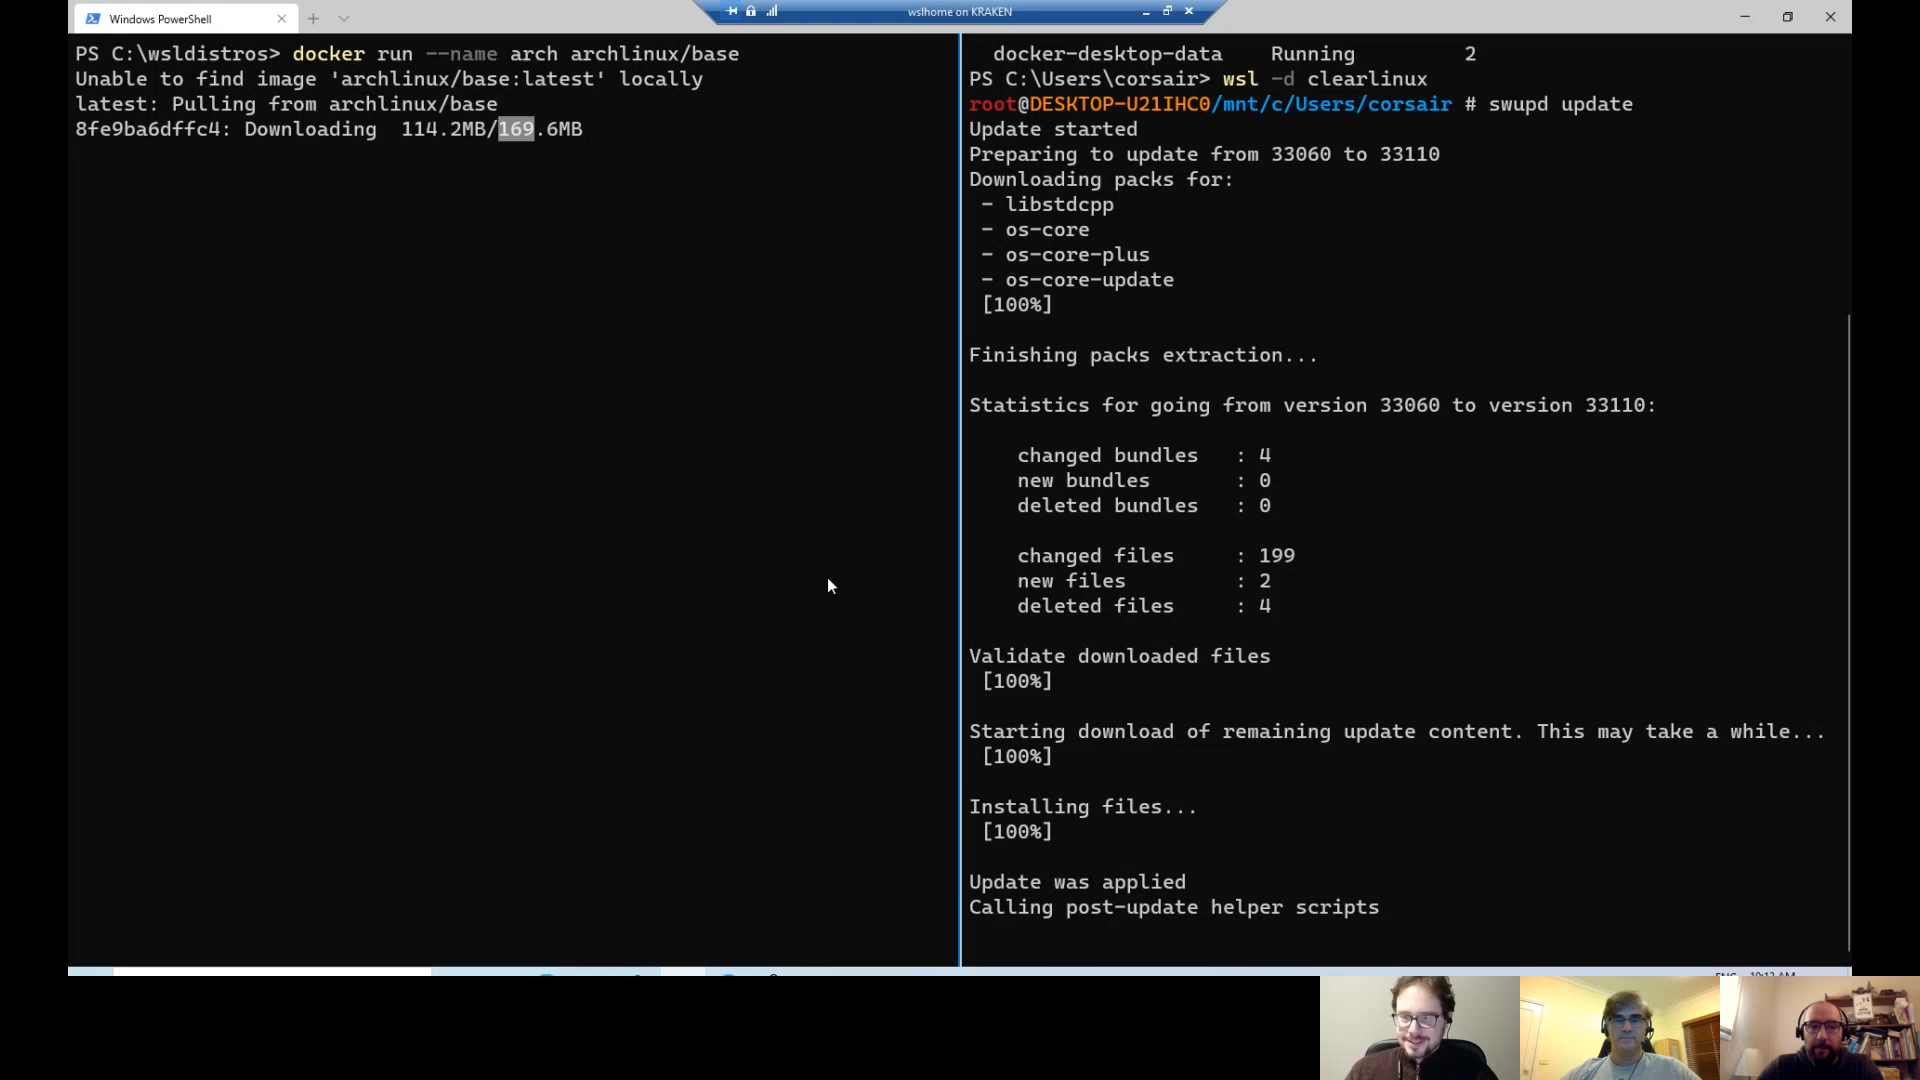 Windows PowerShell
wslhome on KRAKEN
PS C:\wsldistros> docker run --name arch archlinux/base
Unable to find image 'archlinux/base:latest' locally
latest: Pulling from archlinux/base
8fe9ba6dffc4: Downloading  114.2MB/169.6MB
docker-desktop-data    Running         2
PS C:\Users\corsair> wsl -d clearlinux
root@DESKTOP-U21IHC0/mnt/c/Users/corsair # swupd update
Update started
Preparing to update from 33060 to 33110
Downloading packs for:
- libstdcpp
- os-core
- os-core-plus
- os-core-update
[100%]
Finishing packs extraction...
Statistics for going from version 33060 to version 33110:
changed bundles   : 4
new bundles       : 0
deleted bundles   : 0
changed files     : 199
new files         : 2
deleted files     : 4
Validate downloaded files
[100%]
Starting download of remaining update content. This may take a while...
[100%]
Installing files...
[100%]
Update was applied
Calling post-update helper scripts